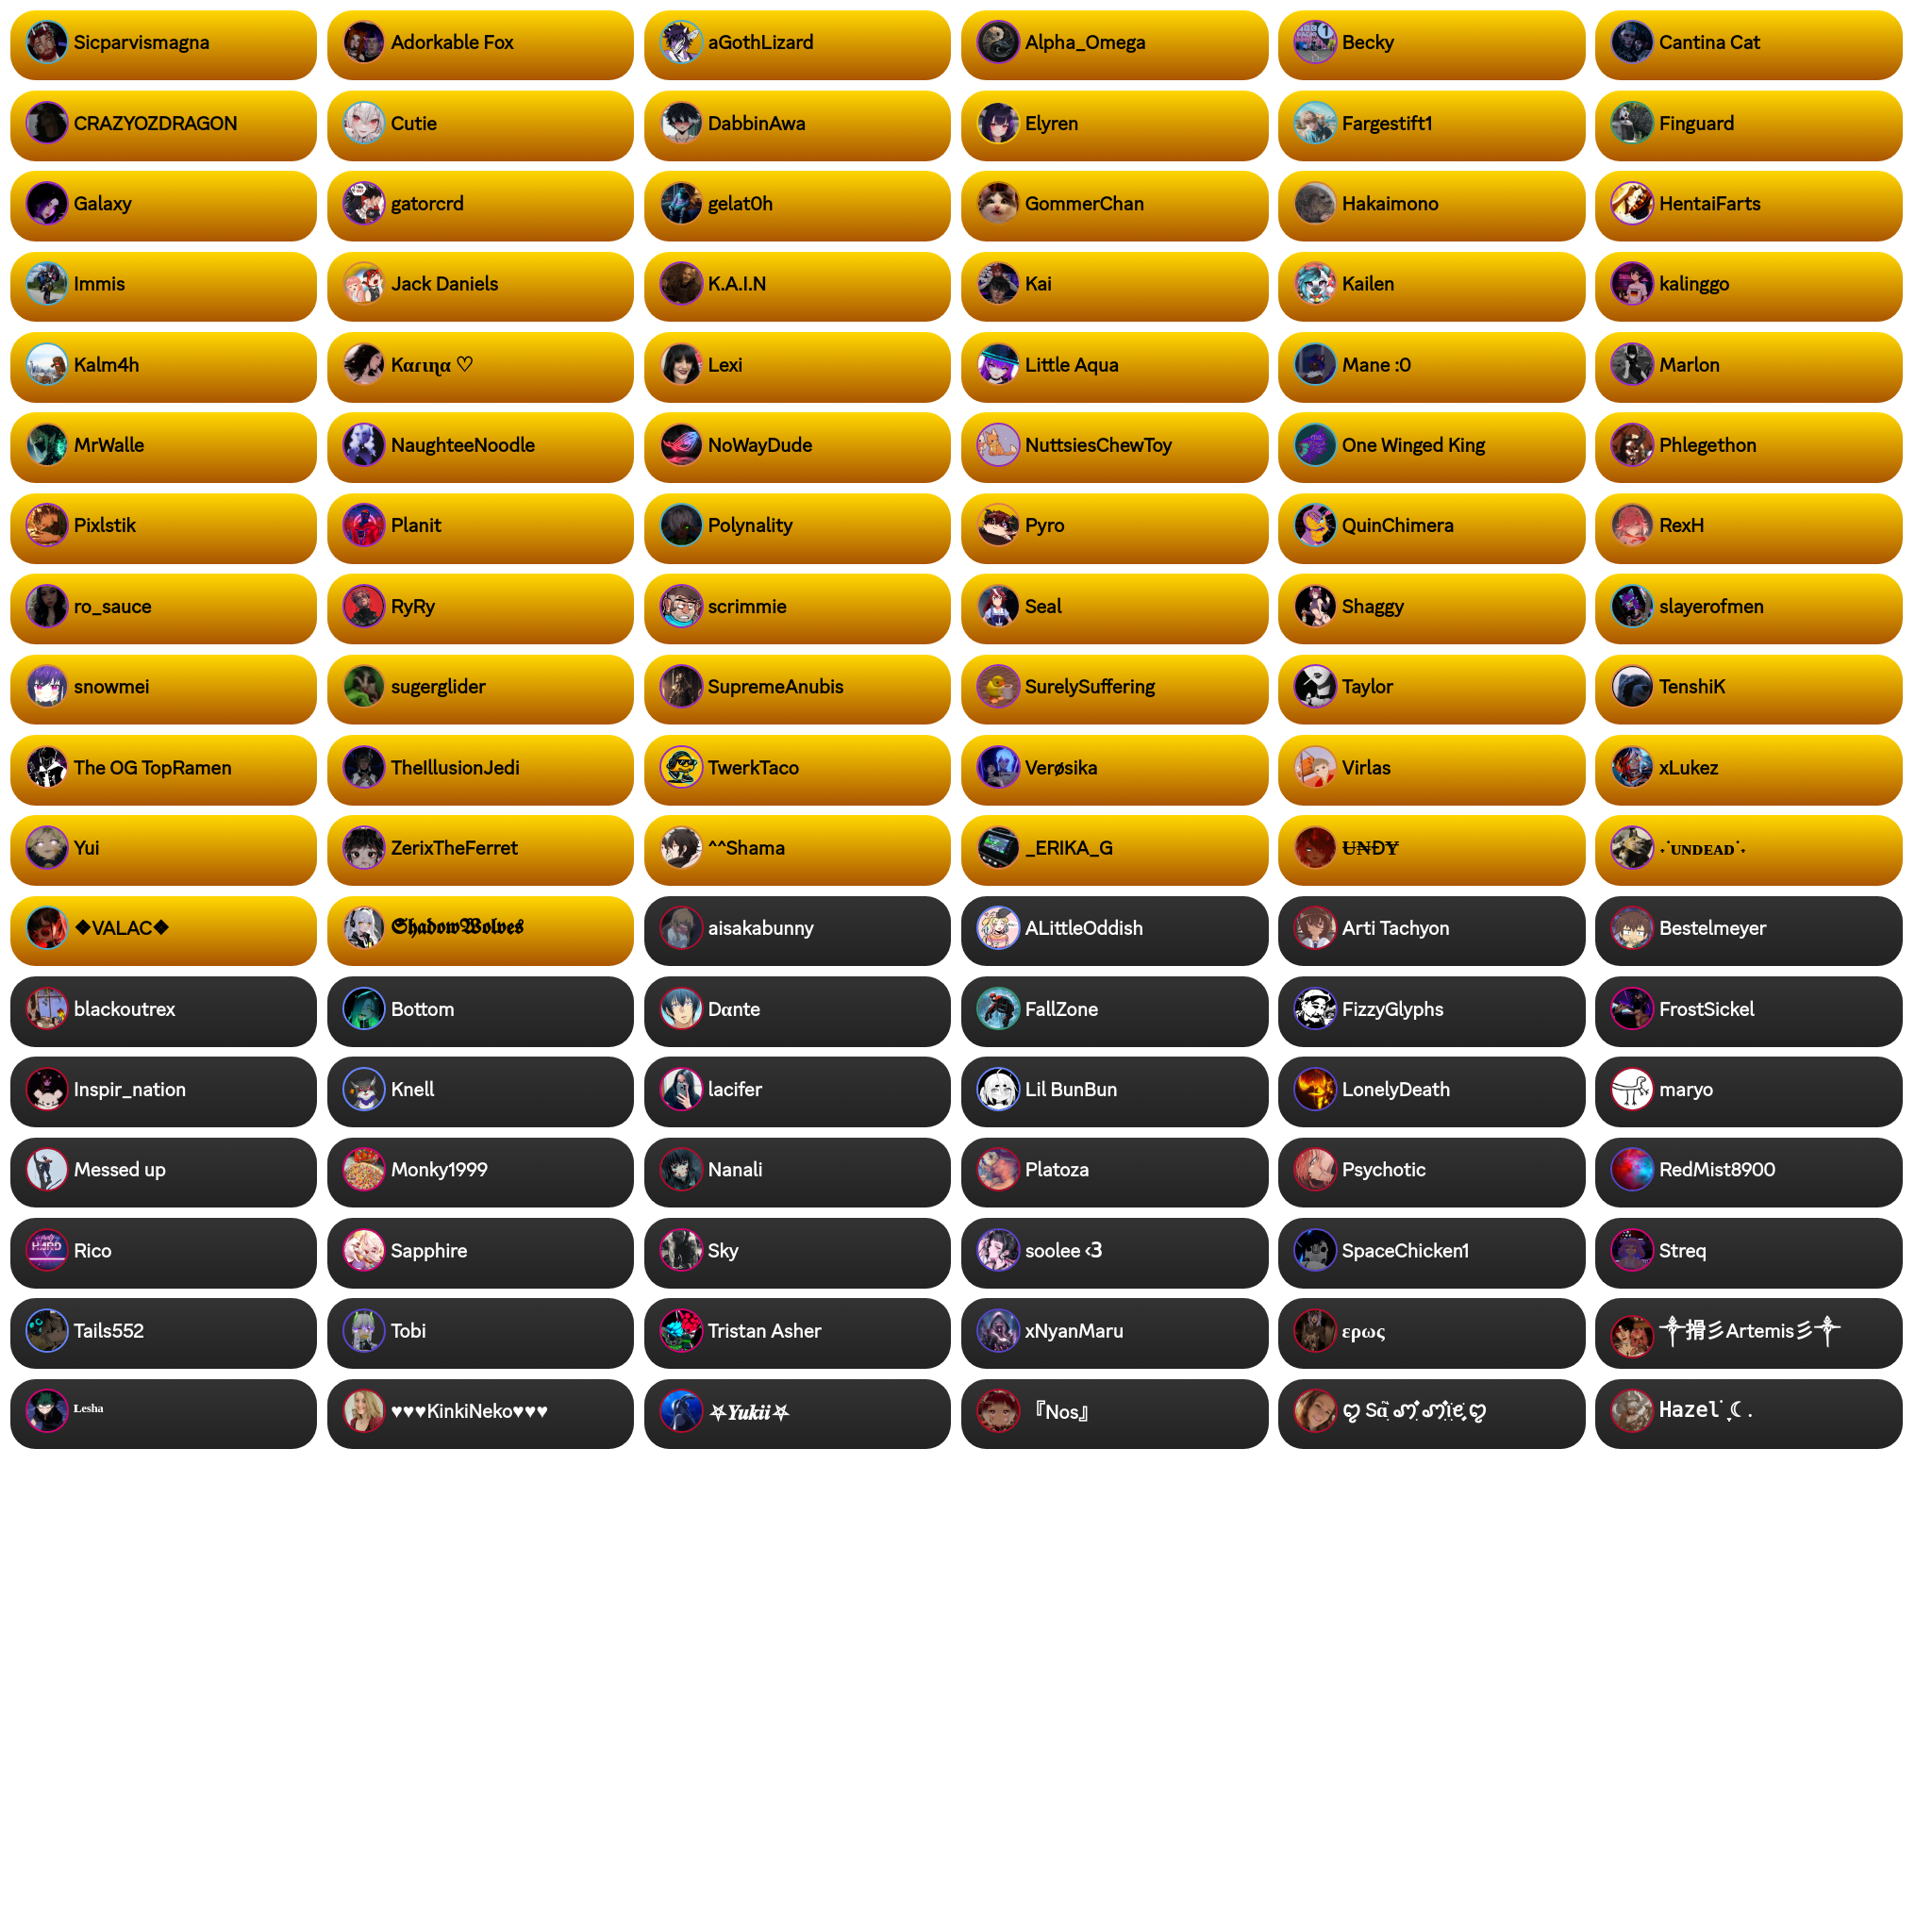 Sicparvismagna
Adorkable Fox
aGothLizard
Alpha_Omega
Becky
Cantina Cat
CRAZYOZDRAGON
Cutie
DabbinAwa
Elyren
Fargestift1
Finguard
Galaxy
gatorcrd
gelat0h
GommerChan
Hakaimono
HentaiFarts
Immis
Jack Daniels
K.A.I.N
Kai
Kailen
kalinggo
Kalm4h
Kαɾιɳα ♡
Lexi
Little Aqua
Mane :0
Marlon
MrWalle
NaughteeNoodle
NoWayDude
NuttsiesChewToy
One Winged King
Phlegethon
Pixlstik
Planit
Polynality
Pyro
QuinChimera
RexH
ro_sauce
RyRy
scrimmie
Seal
Shaggy
slayerofmen
snowmei
sugerglider
SupremeAnubis
SurelySuffering
Taylor
TenshiK
The OG TopRamen
TheIllusionJedi
TwerkTaco
Verøsika
Virlas
xLukez
Yui
ZerixTheFerret
^^Shama
_ERIKA_G
U̶N̶ĐɎ
˖˙ᴜɴᴅᴇᴀᴅ˙˖
❖VALAC❖
𝕾𝖍𝖆𝖉𝖔𝖜𝖂𝖔𝖑𝖛𝖊𝖘
aisakabunny
ALittleOddish
Arti Tachyon
Bestelmeyer
blackoutrex
Bottom
Dαnte
FallZone
FizzyGlyphs
FrostSickel
Inspir_nation
Knell
lacifer
Lil BunBun
LonelyDeath
maryo
Messed up
Monky1999
Nanali
Platoza
Psychotic
RedMist8900
Rico
Sapphire
Sky
soolee <3
SpaceChicken1
Streq
Tails552
Tobi
Tristan Asher
xNyanMaru
ερως
彡Artemis彡
ᴸᵉˢʰᵃ
♥♥♥KinkiNeko♥♥♥
⛧𝒀𝒖𝒌𝒊𝒊⛧
『Nos』
𝙷𝚊𝚣𝚎𝚕